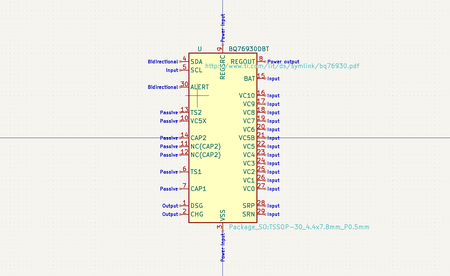 Power input
9
U
BQ76930DBT
Bidirectional 4 SDA
REGSRC
REGOUT 8 Power output
Input 5 SCL
http://www.ti.com/lit/ds/symlink/bq76930.pdf
BAT 15 Input
Bidirectional 30 ALERT
VC10 16 Input
VC9 17 Input
Passive 13 TS2
VC8 18 Input
Passive 10 VC5X
VC7 19 Input
VC6 20 Input
Passive 14 CAP2
VC5B 21 Input
Passive 11 NC(CAP2)
VC5 22 Input
Passive 12 NC(CAP2)
VC4 23 Input
VC3 24 Input
Passive 6 TS1
VC2 25 Input
VC1 26 Input
Passive 7 CAP1
VC0 27 Input
Output 1 DSG
SRP 28 Input
Output 2 CHG
VSS
SRN 29 Input
3
Package_SO:TSSOP-30_4.4x7.8mm_P0.5mm
Power input